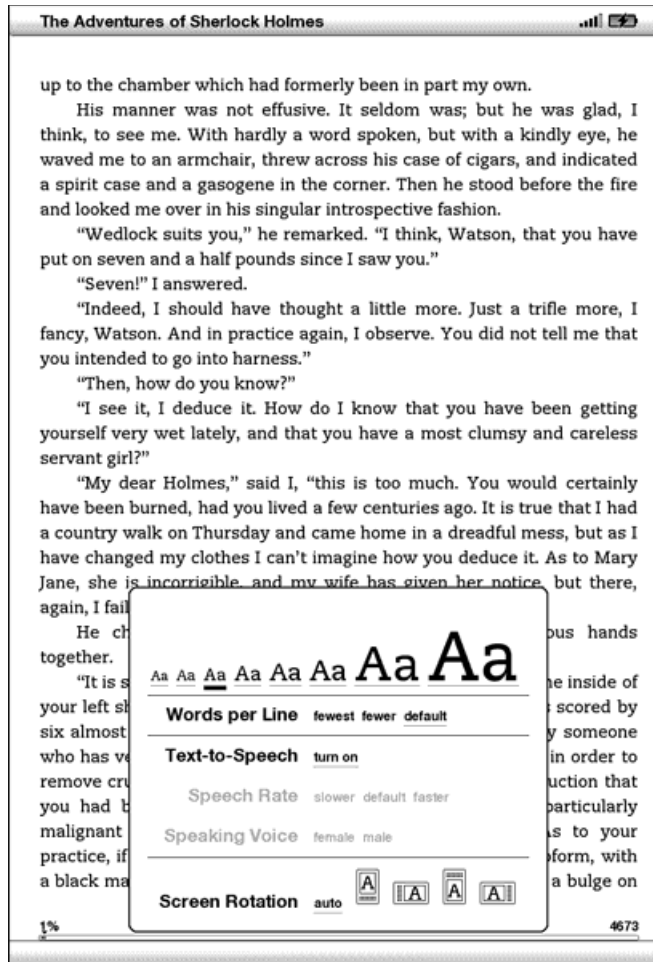 The Adventures of Sherlock Holmes
up to the chamber which had formerly been in part my own.
His manner was not effusive. It seldom was; but he was glad, I
think, to see me. With hardly a word spoken, but with a kindly eye, he
waved me to an armchair, threw across his case of cigars, and indicated
a spirit case and a gasogene in the corner. Then he stood before the fire
and looked me over in his singular introspective fashion.
“Wedlock suits you,” he remarked. “I think, Watson, that you have
put on seven and a half pounds since I saw you.”
“Seven!” I answered.
“Indeed, I should have thought a little more. Just a trifle more, I
fancy, Watson. And in practice again, I observe. You did not tell me that
you intended to go into harness.”
“Then, how do you know?”
“I see it, I deduce it. How do I know that you have been getting
yourself very wet lately, and that you have a most clumsy and careless
servant girl?”
“My dear Holmes,” said I, “this is too much. You would certainly
have been burned, had you lived a few centuries ago. It is true that I had
a country walk on Thursday and came home in a dreadful mess, but as I
have changed my clothes I can’t imagine how you deduce it. As to Mary
Jane, she is incorrigible, and my wife has given her notice, but there,
again, I fail
He ch ous hands
together.
“It is s he inside of
your left sh s scored by
six almost y someone
who has ve in order to
remove cru uction that
you had b particularly
malignant As to your
practice, if oform, with
a black ma a bulge on
Aa Aa Aa Aa Aa Aa Aa Aa
Words per Line fewest fewer default
Text-to-Speech turn on
Speech Rate slower default faster
Speaking Voice female male
Screen Rotation auto A A A A
1% 4673